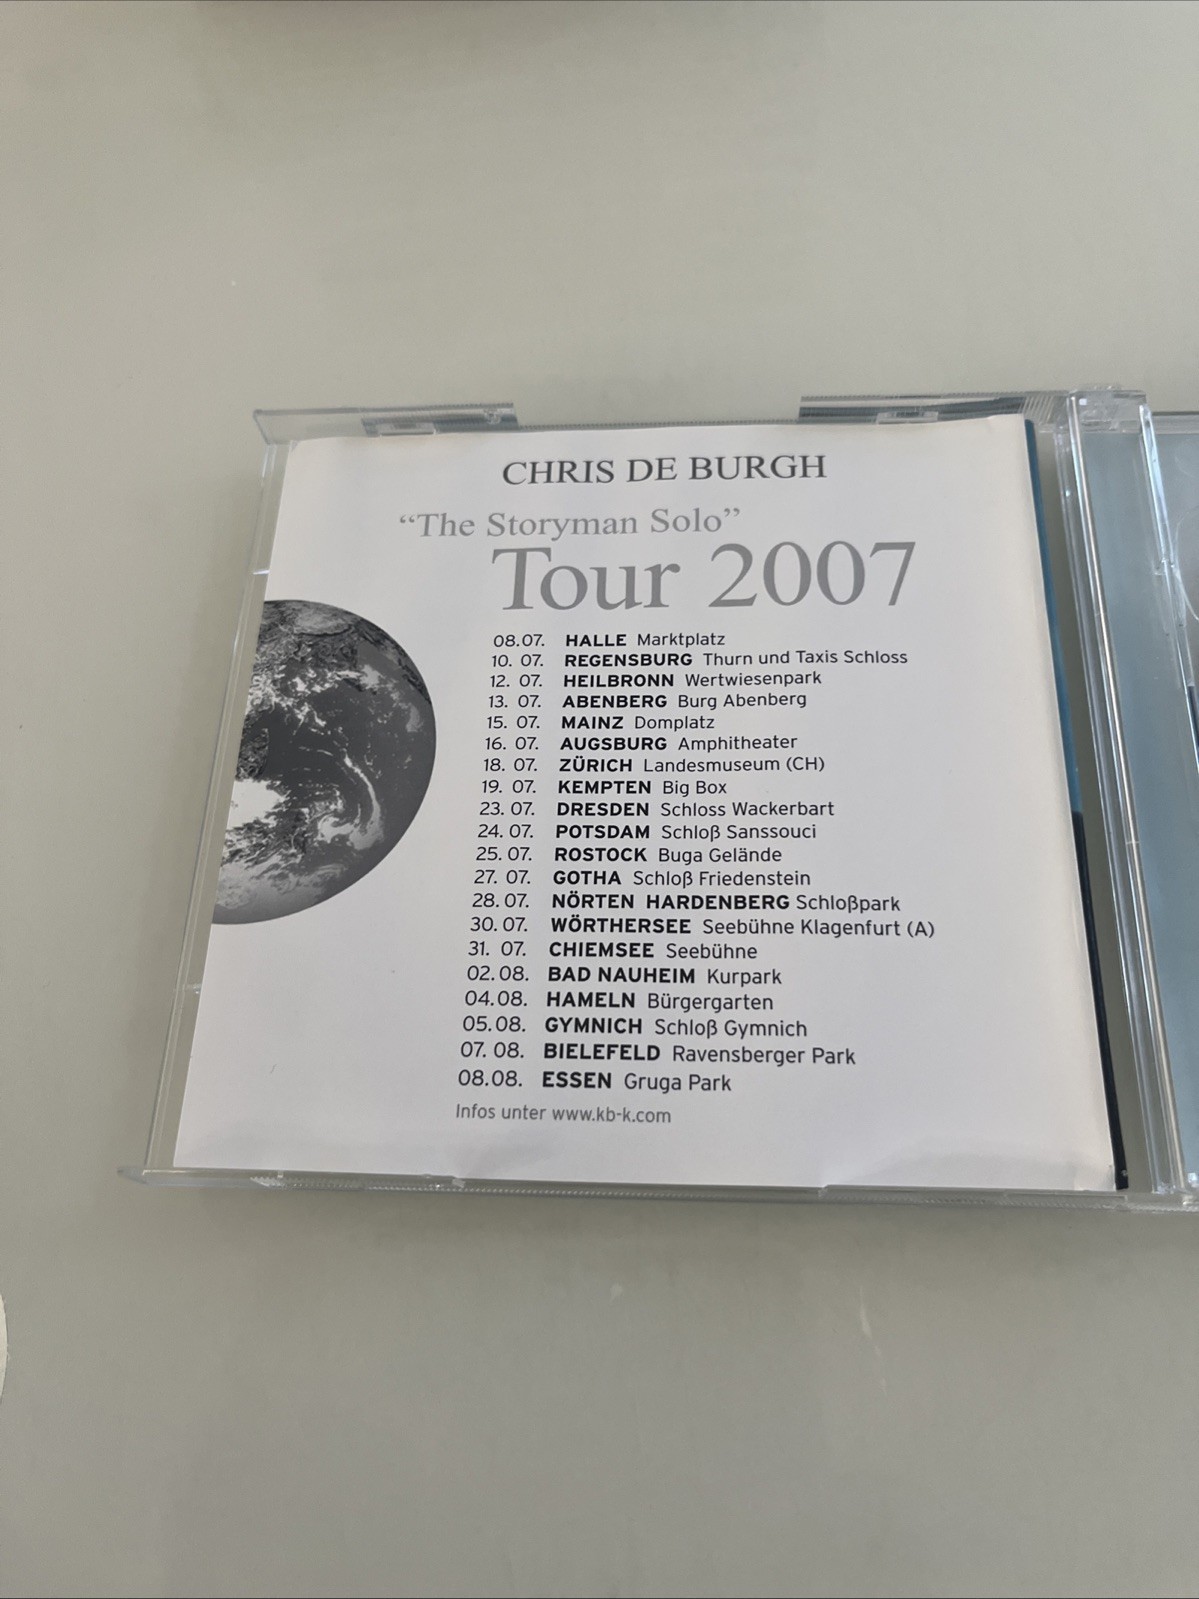 CHRIS DE BURGH
“The Storyman Solo”
Tour 2007
08.07. HALLE Marktplatz
10. 07. REGENSBURG Thurn und Taxis Schloss
12. 07. HEILBRONN Wertwiesenpark
13. 07. ABENBERG Burg Abenberg
15. 07. MAINZ Domplatz
16. 07. AUGSBURG Amphitheater
18. 07. ZÜRICH Landesmuseum (CH)
19. 07. KEMPTEN Big Box
23. 07. DRESDEN Schloss Wackerbart
24. 07. POTSDAM Schloß Sanssouci
25. 07. ROSTOCK Buga Gelände
27. 07. GOTHA Schloß Friedenstein
28. 07. NÖRTEN HARDENBERG Schloßpark
30. 07. WÖRTHERSEE Seebühne Klagenfurt (A)
31. 07. CHIEMSEE Seebühne
02. 08. BAD NAUHEIM Kurpark
04. 08. HAMELN Bürgergarten
05. 08. GYMNICH Schloß Gymnich
07. 08. BIELEFELD Ravensberger Park
08.08. ESSEN Gruga Park
Infos unter www.kb-k.com